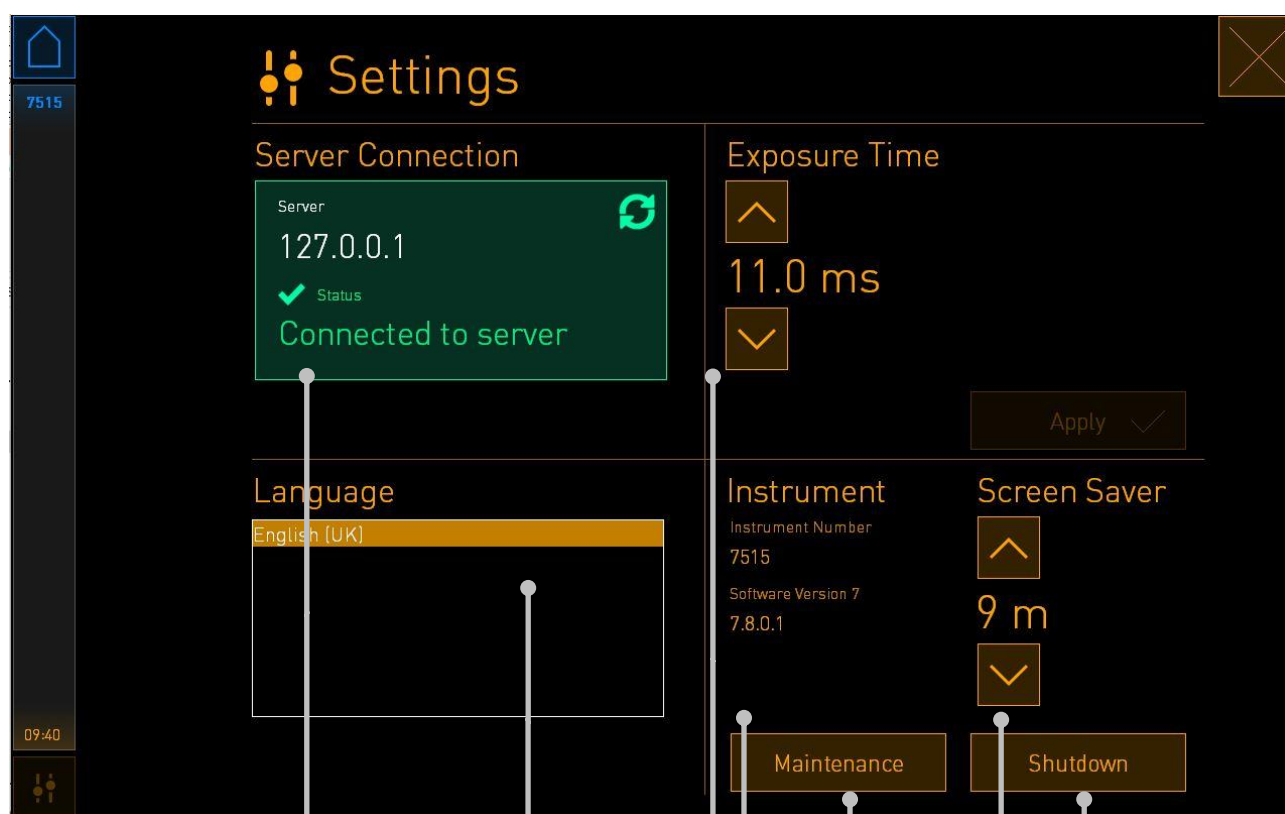 7515
Settings
Server Connection
Server
127.0.0.1
Status
Connected to server
Exposure Time
11.0 ms
Apply
Language
English (UK)
Instrument
Instrument Number
7515
Software Version 7
7.8.0.1
Screen Saver
9 m
Maintenance
Shutdown
09:40